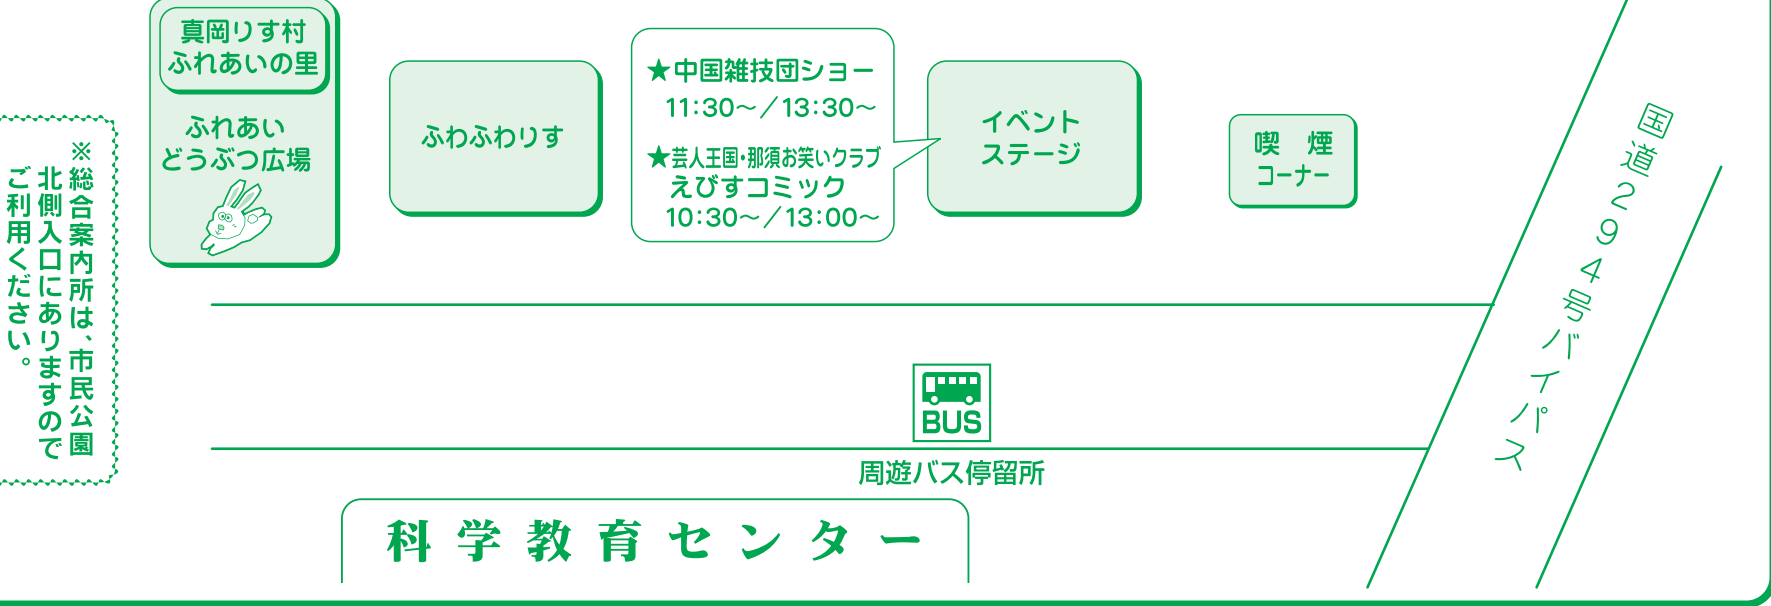 真岡りす村
ふれあいの里
ふれあい
どうぶつ広場
※総合案内所は、市民公園
北側入口にありますので
ご利用ください。
ふわふわりす
★中国雑技団ショー
11:30～／13:30～
★芸人王国・那須お笑いクラブ
えびすコミック
10:30～／13:00～
イベント
ステージ
喫　煙
コーナー
国道294号バイパス
BUS
周遊バス停留所
科学教育センター